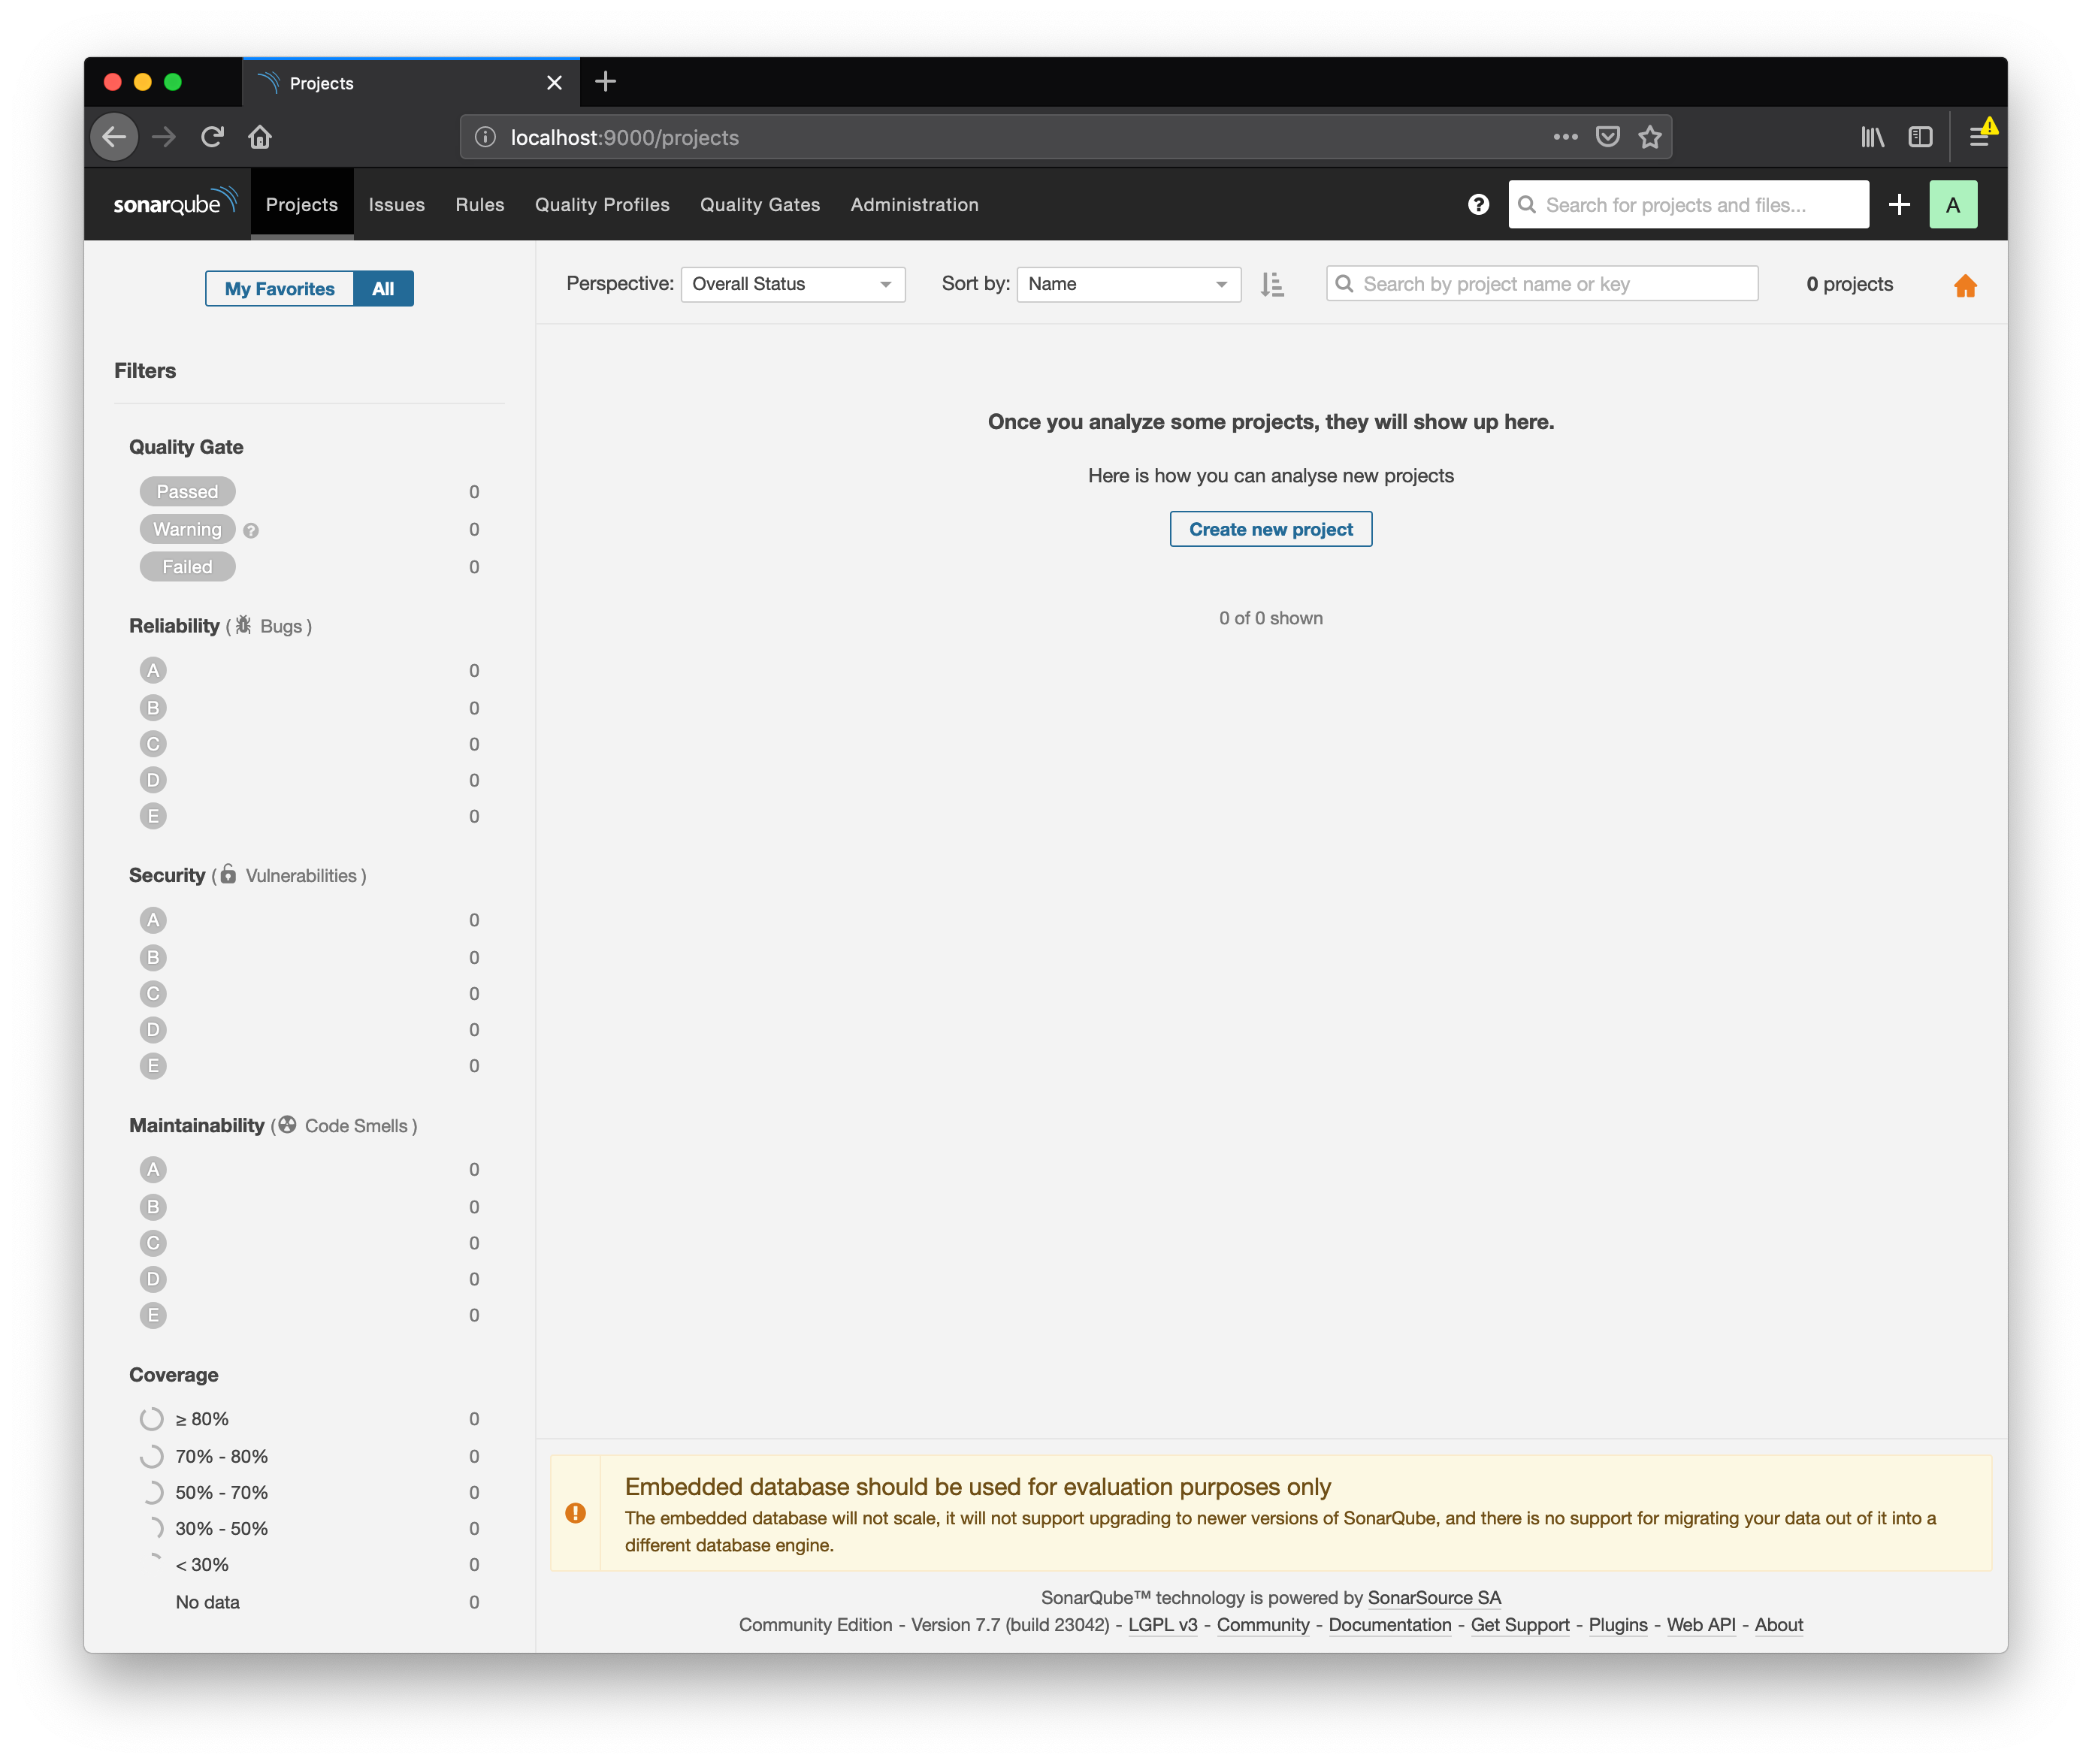 Projects
localhost:9000/projects
sonarqube Projects Issues Rules Quality Profiles Quality Gates Administration
Search for projects and files...
A
My Favorites All
Perspective: Overall Status
Sort by: Name
Search by project name or key
0 projects
Filters
Quality Gate
Passed 0
Warning ? 0
Failed 0
Reliability ( Bugs )
A 0
B 0
C 0
D 0
E 0
Security ( Vulnerabilities )
A 0
B 0
C 0
D 0
E 0
Maintainability ( Code Smells )
A 0
B 0
C 0
D 0
E 0
Coverage
≥ 80% 0
70% - 80% 0
50% - 70% 0
30% - 50% 0
< 30% 0
No data 0
Once you analyze some projects, they will show up here.
Here is how you can analyse new projects
Create new project
0 of 0 shown
Embedded database should be used for evaluation purposes only
The embedded database will not scale, it will not support upgrading to newer versions of SonarQube, and there is no support for migrating your data out of it into a
different database engine.
SonarQube™ technology is powered by SonarSource SA
Community Edition - Version 7.7 (build 23042) - LGPL v3 - Community - Documentation - Get Support - Plugins - Web API - About